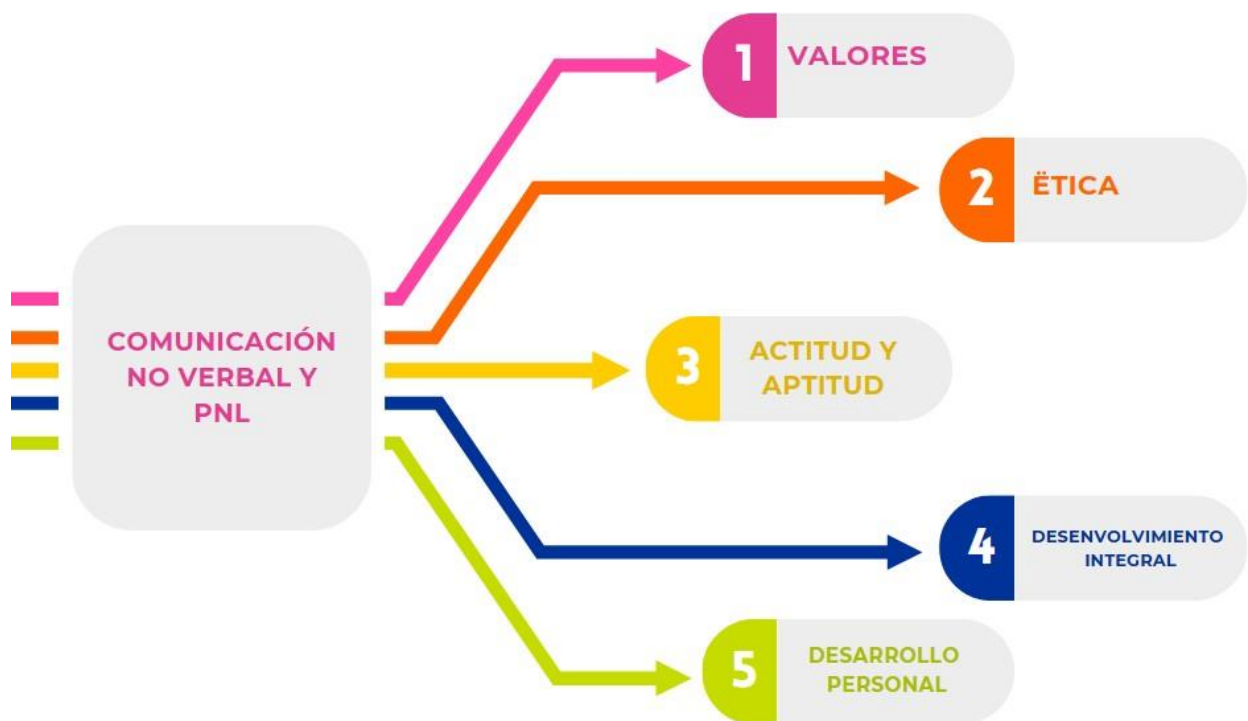 COMUNICACIÓN
NO VERBAL Y
PNL
1
VALORES
2
ËTICA
3
ACTITUD Y
APTITUD
4
DESENVOLVIMIENTO
INTEGRAL
5
DESARROLLO
PERSONAL